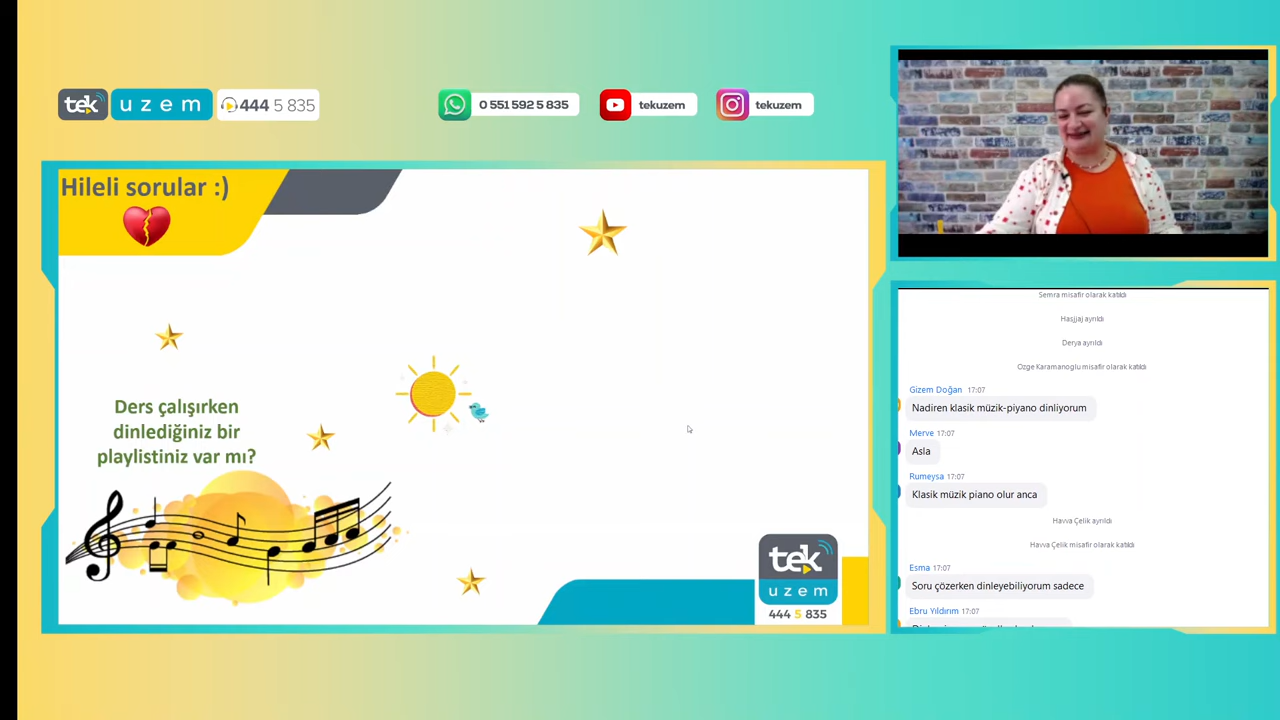 tek uzem 444 5 835
0 551 592 5 835
tekuzem
tekuzem
Hileli sorular :)
Ders çalışırken
dinlediğiniz bir
playlistiniz var mı?
tek
uzem
444 5 835
Semra misafir olarak katıldı
Hasjjaj ayrıldı
Derya ayrıldı
Ozge Karamanoglu misafir olarak katıldı
Gizem Doğan 17:07
Nadiren klasik müzik-piyano dinliyorum
Merve 17:07
Asla
Rumeysa 17:07
Klasik müzik piano olur anca
Havva Çelik ayrıldı
Havva Çelik misafir olarak katıldı
Esma 17:07
Soru çözerken dinleyebiliyorum sadece
Ebru Yıldırım 17:07